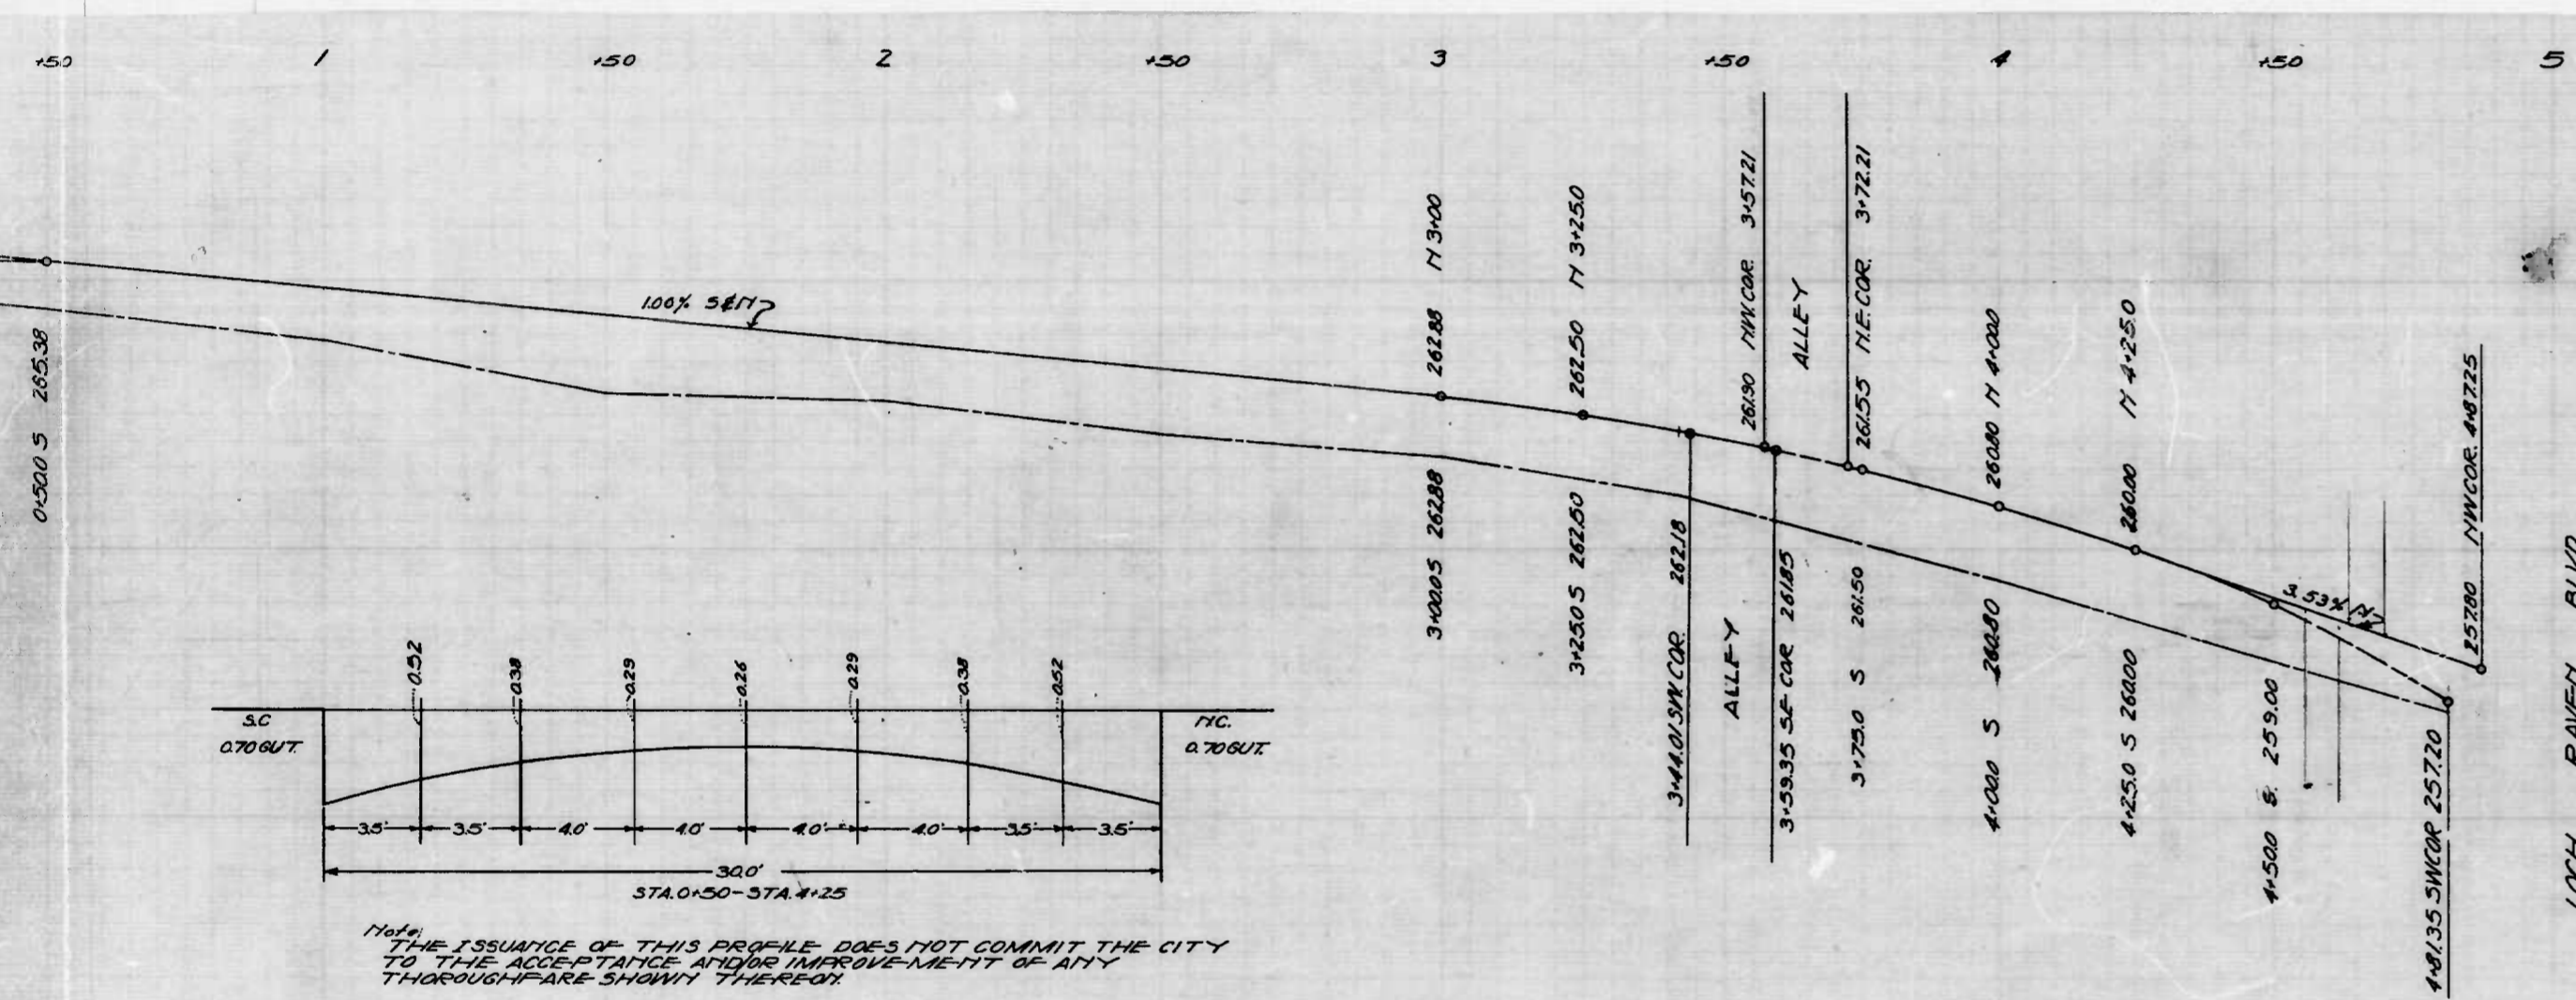 +50 1 +50 2 +50 3 +50 4 +50 5
1.00% S&N
0+50.0 S 265.38
262.88 N 3+00
262.50 N 3+25.0
261.90 N.W. COR. 3+57.21
ALLEY
261.55 N.E. COR. 3+72.21
260.80 N 4+00.0
260.00 N 4+25.0
3.53% N
257.80 N.W COR. 4+87.25
3+00.0 S 262.88
3+25.0 S 262.50
3+44.01 S.W. COR. 262.18
ALLEY
3+59.35 S.E COR 261.85
3+75.0 S 261.50
4+00.0 S 260.80
4+25.0 S 260.00
4+50.0 S. 259.00
4+81.35 S.W COR 257.20
LOCH RAVEN BLVD.
0.52 0.38 0.29 0.26 0.29 0.38 0.52
S.C N.C.
0.70 GUT. 0.70 GUT.
3.5' 3.5' 4.0' 4.0' 4.0' 4.0' 3.5' 3.5'
30.0'
STA. 0+50 - STA. 4+25
Note:
THE ISSUANCE OF THIS PROFILE DOES NOT COMMIT THE CITY
TO THE ACCEPTANCE AND/OR IMPROVEMENT OF ANY
THOROUGHFARE SHOWN THEREON.